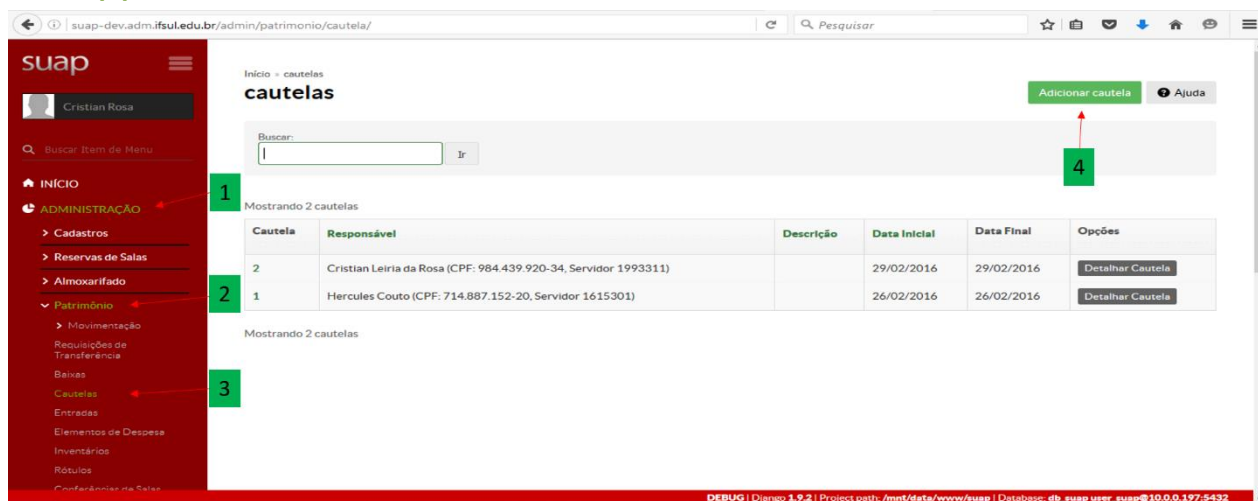 suap-dev.adm.ifsul.edu.br/admin/patrimonio/cautela/
Pesquisar
suap
Cristian Rosa
Buscar Item de Menu
INÍCIO
ADMINISTRAÇÃO
> Cadastros
> Reservas de Salas
> Almoxarifado
Patrimônio
> Movimentação
Requisições de
Transferência
Baixas
Cautelas
Entradas
Elementos de Despesa
Inventários
Rótulos
Conferências de Salas
1
2
3
Início » cautelas
cautelas
Adicionar cautela
Ajuda
4
Buscar:
Ir
Mostrando 2 cautelas
Cautela Responsável Descrição Data Inicial Data Final Opções
2 Cristian Leiria da Rosa (CPF: 984.439.920-34, Servidor 1993311) 29/02/2016 29/02/2016 Detalhar Cautela
1 Hercules Couto (CPF: 714.887.152-20, Servidor 1615301) 26/02/2016 26/02/2016 Detalhar Cautela
Mostrando 2 cautelas
DEBUG | Django 1.9.2 | Project path: /mnt/data/www/suap | Database: db_suap user_suap@10.0.0.197:5432